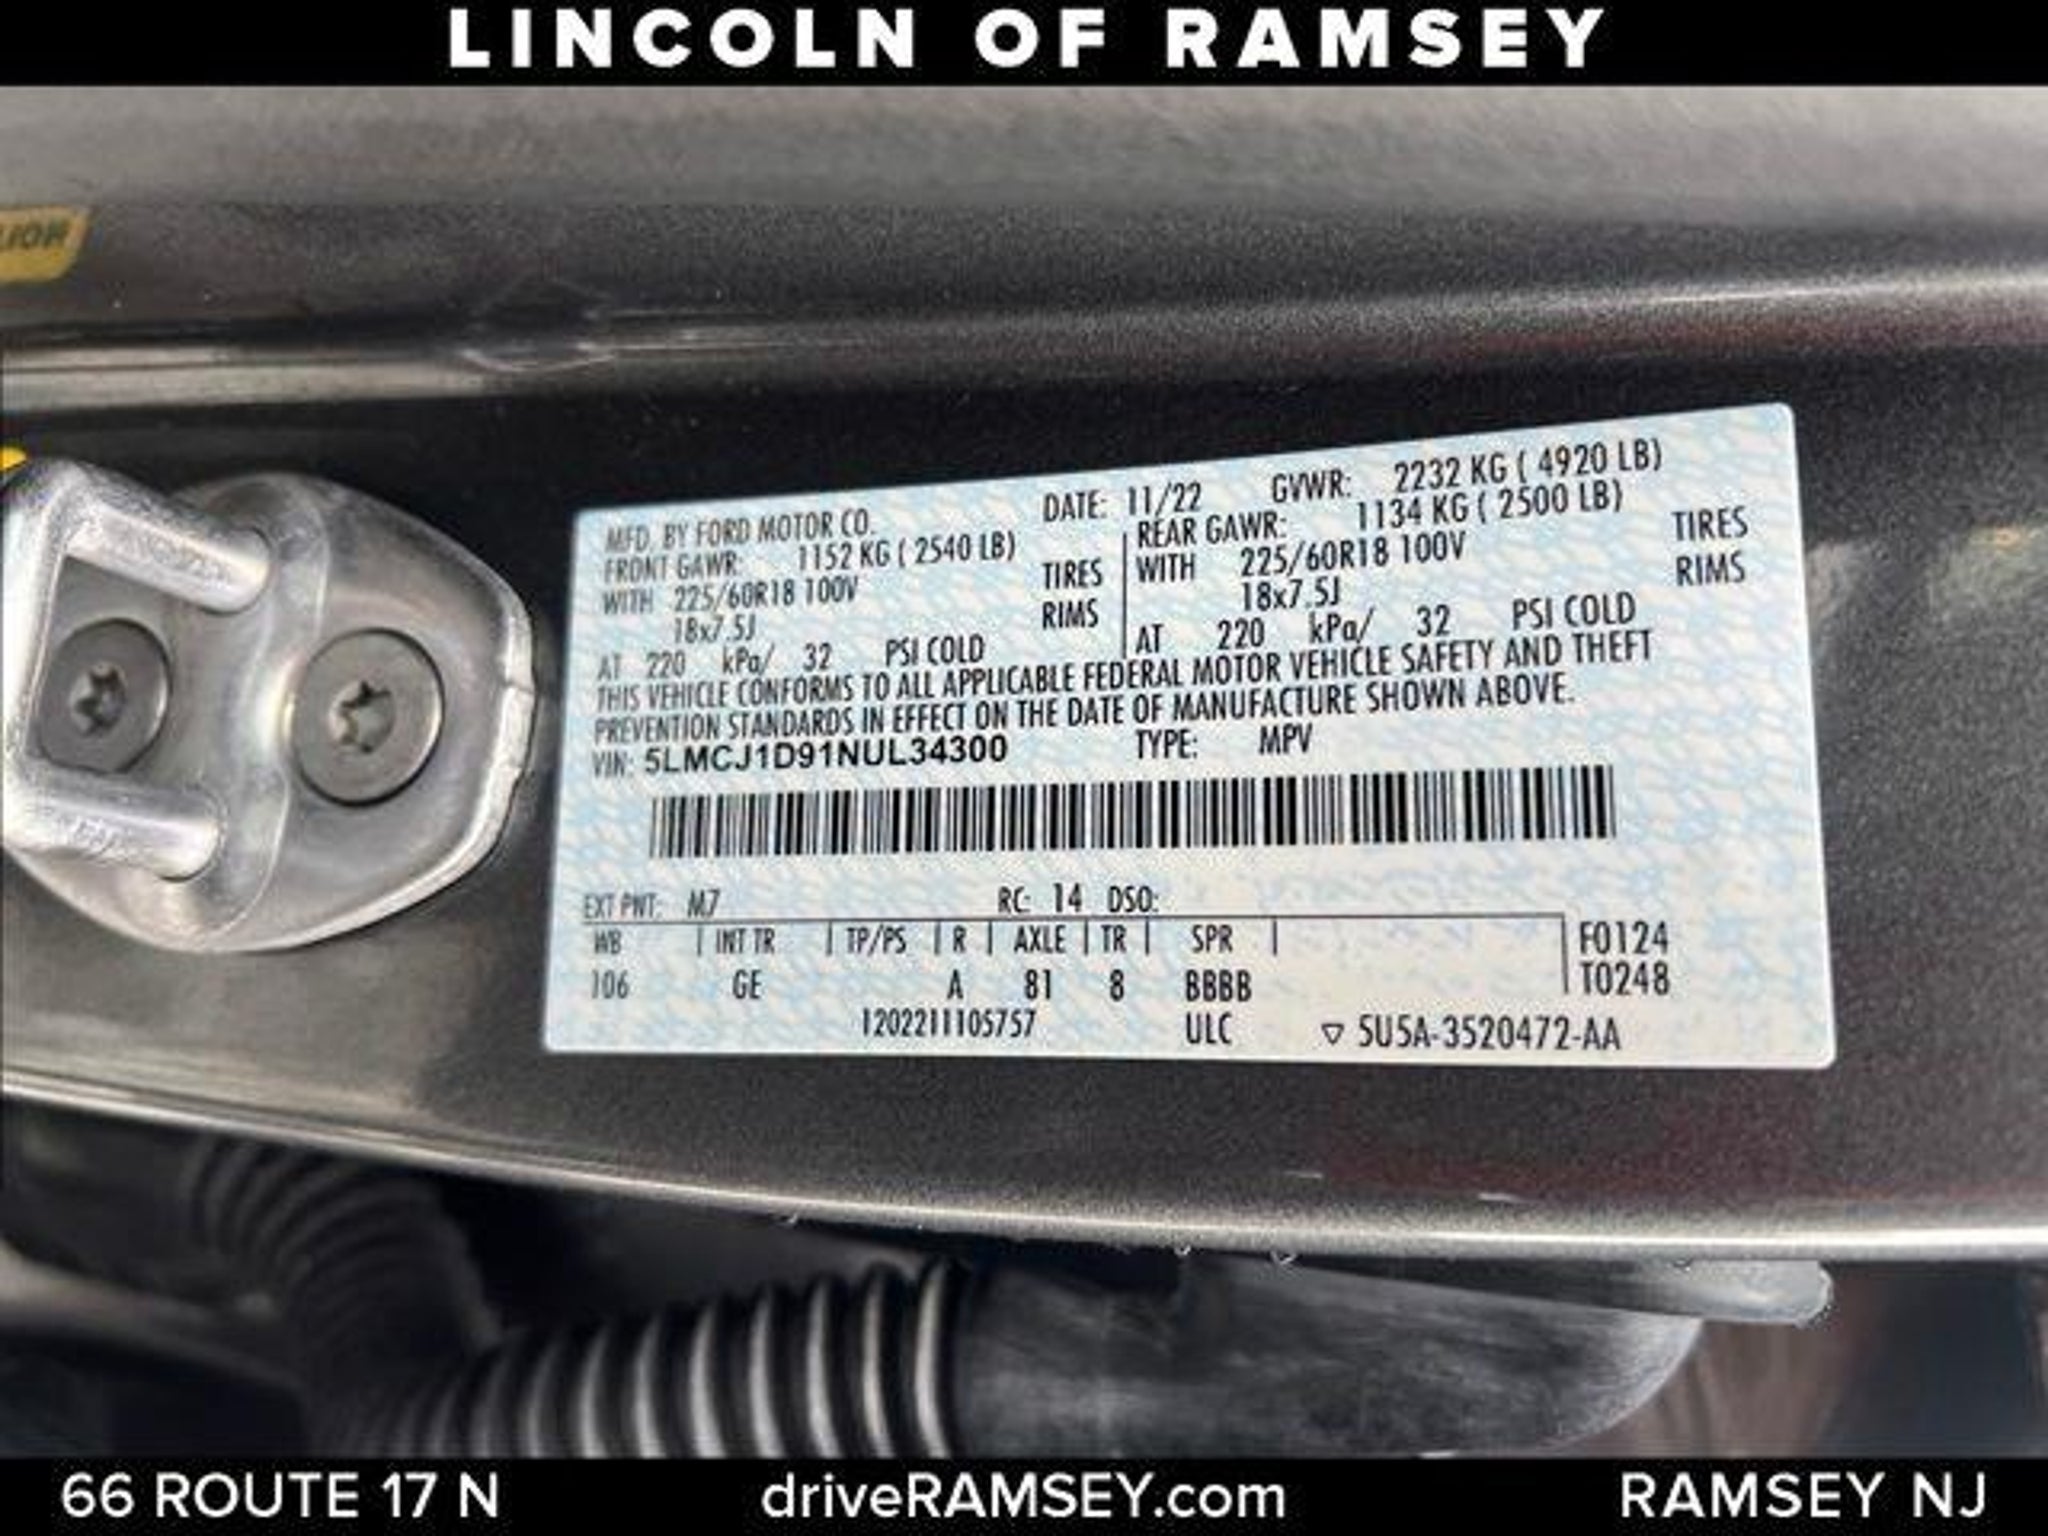 LINCOLN OF RAMSEY
LION
MFD. BY FORD MOTOR CO. DATE: 11/22 GVWR: 2232 KG ( 4920 LB)
FRONT GAWR: 1152 KG ( 2540 LB) REAR GAWR: 1134 KG ( 2500 LB)
WITH 225/60R18 100V TIRES WITH 225/60R18 100V TIRES
18x7.5J RIMS 18x7.5J RIMS
AT 220 kPa/ 32 PSI COLD AT 220 kPa/ 32 PSI COLD
THIS VEHICLE CONFORMS TO ALL APPLICABLE FEDERAL MOTOR VEHICLE SAFETY AND THEFT
PREVENTION STANDARDS IN EFFECT ON THE DATE OF MANUFACTURE SHOWN ABOVE.
VIN: 5LMCJ1D91NUL34300 TYPE: MPV
EXT PNT: M7 RC: 14 DSO:
WB INT TR TP/PS R AXLE TR SPR F0124
106 GE A 81 8 BBBB T0248
1202211105757 ULC ▽ 5U5A-3520472-AA
66 ROUTE 17 N driveRAMSEY.com RAMSEY NJ